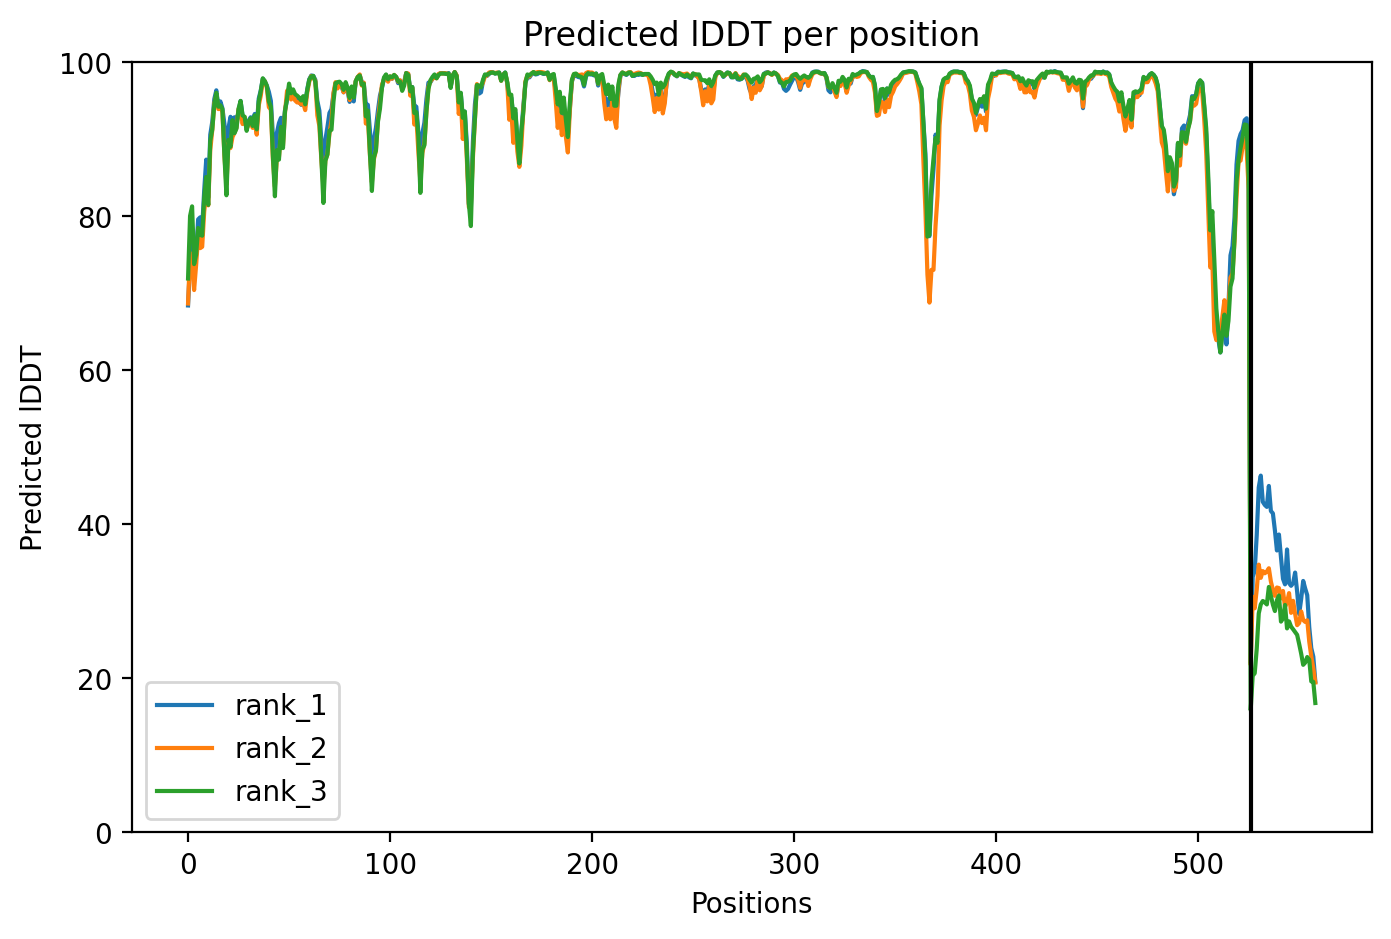 Predicted lDDT per position
100
80
60
40
20
0
Predicted lDDT
rank_1
rank_2
rank_3
0 100 200 300 400 500
Positions